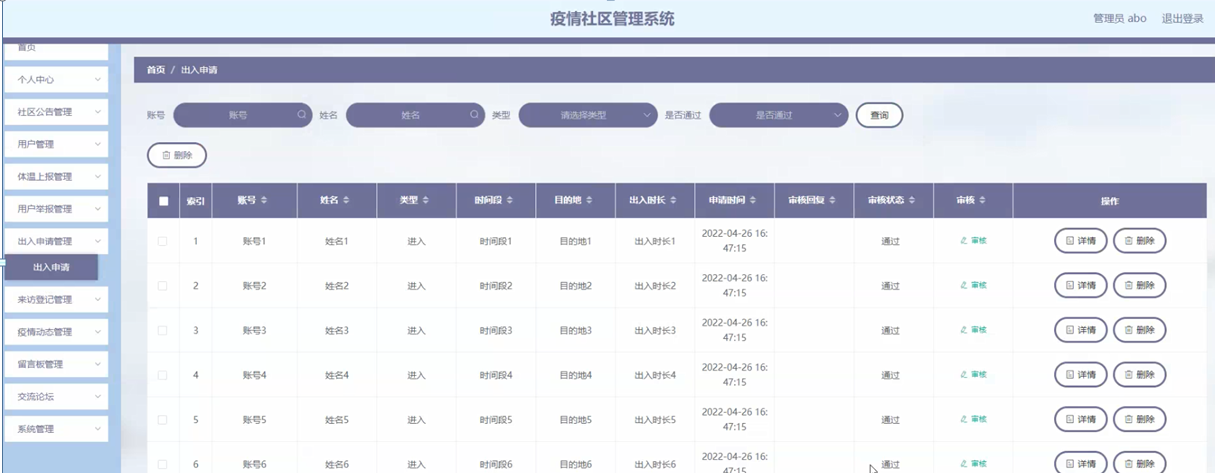 疫情社区管理系统
管理员 abo 退出登录
首页
个人中心
社区公告管理
用户管理
体温上报管理
用户举报管理
出入申请管理
出入申请
来访登记管理
疫情动态管理
留言板管理
交流论坛
系统管理
首页 / 出入申请
账号 账号 姓名 姓名 类型 请选择类型 是否通过 是否通过 查询
删除
索引 账号 姓名 类型 时间段 目的地 出入时长 申请时间 审核回复 审核状态 审核 操作
1 账号1 姓名1 进入 时间段1 目的地1 出入时长1 2022-04-26 16:47:15 通过 审核 详情 删除
2 账号2 姓名2 进入 时间段2 目的地2 出入时长2 2022-04-26 16:47:15 通过 审核 详情 删除
3 账号3 姓名3 进入 时间段3 目的地3 出入时长3 2022-04-26 16:47:15 通过 审核 详情 删除
4 账号4 姓名4 进入 时间段4 目的地4 出入时长4 2022-04-26 16:47:15 通过 审核 详情 删除
5 账号5 姓名5 进入 时间段5 目的地5 出入时长5 2022-04-26 16:47:15 通过 审核 详情 删除
6 账号6 姓名6 进入 时间段6 目的地6 出入时长6 2022-04-26 16:47:15 通过 审核 详情 删除